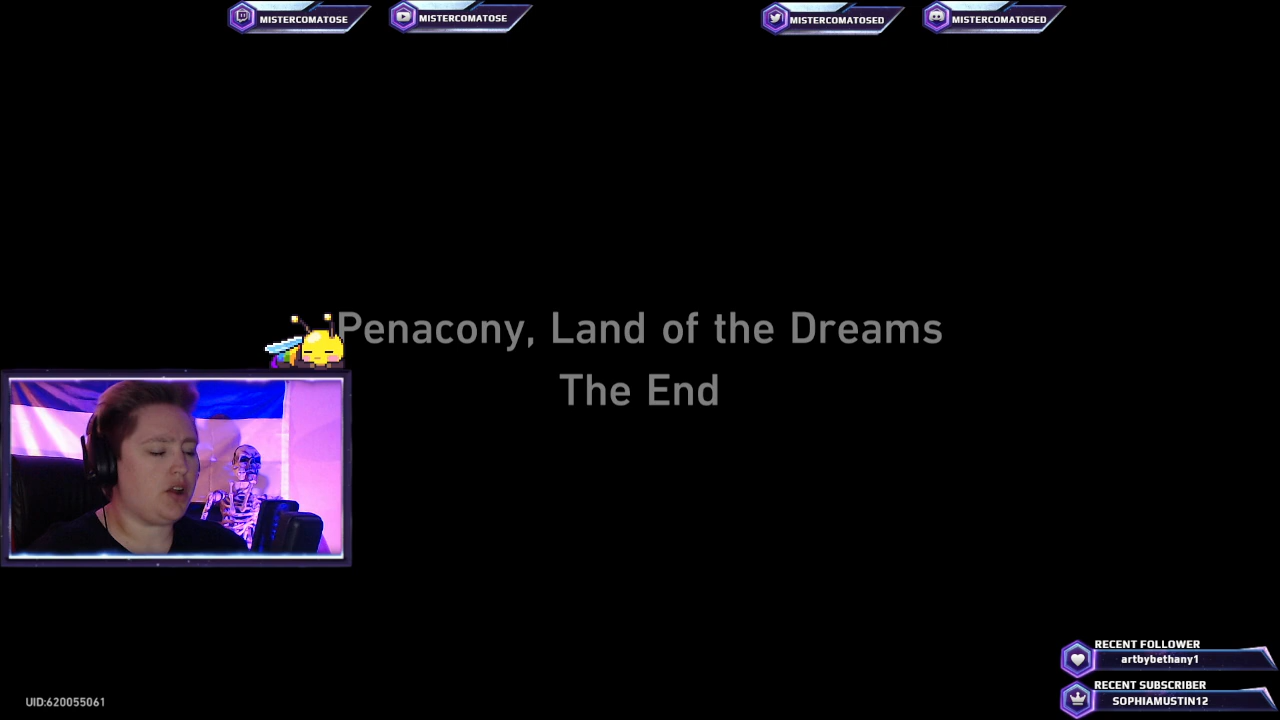 MISTERCOMATOSE
MISTERCOMATOSE
MISTERCOMATOSED
MISTERCOMATOSED
Penacony, Land of the Dreams
The End
RECENT FOLLOWER
artbybethany1
RECENT SUBSCRIBER
SOPHIAMUSTIN12
UID:620055061